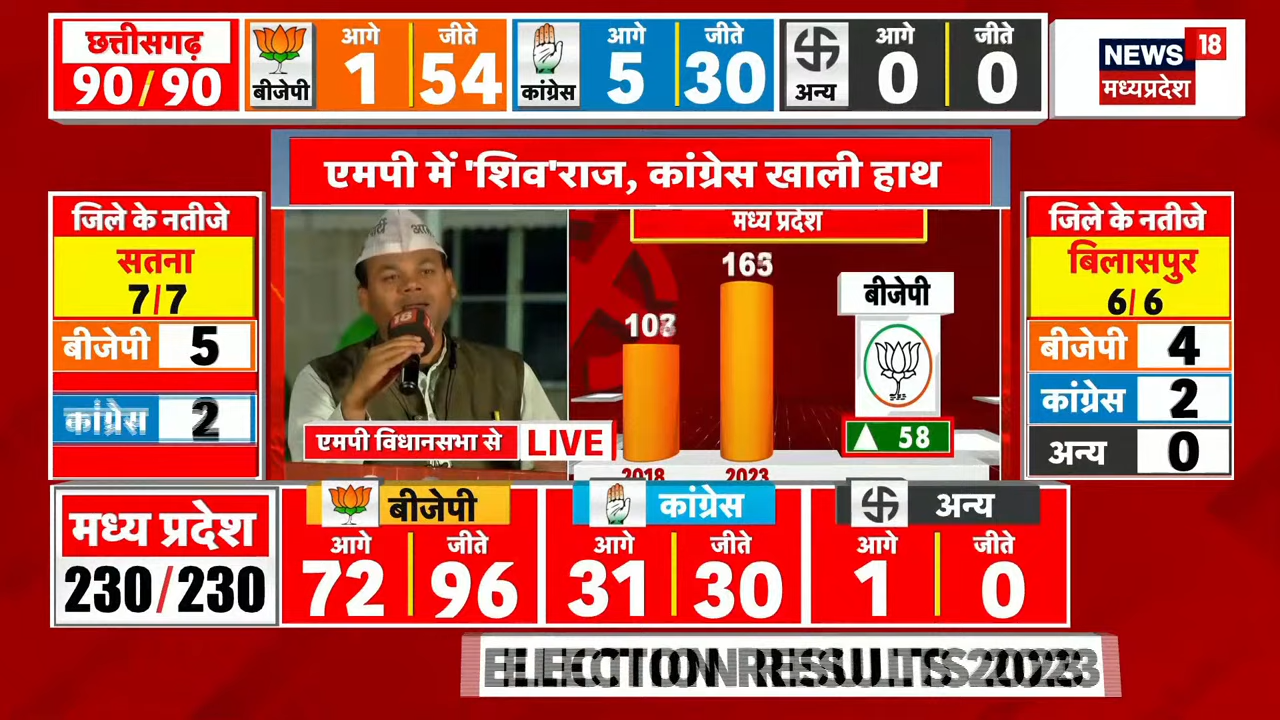 छत्तीसगढ़
90/90
बीजेपी
आगे जीते
1 54
कांग्रेस
आगे जीते
5 30
अन्य
आगे जीते
0 0
NEWS 18
मध्यप्रदेश
एमपी में 'शिव'राज, कांग्रेस खाली हाथ
जिले के नतीजे
सतना
7/7
बीजेपी 5
कांग्रेस 2
18
एमपी विधानसभा से LIVE
मध्य प्रदेश
2018 2023
बीजेपी
58
जिले के नतीजे
बिलासपुर
6/6
बीजेपी 4
कांग्रेस 2
अन्य 0
मध्य प्रदेश
230/230
बीजेपी
आगे जीते
72 96
कांग्रेस
आगे जीते
31 30
अन्य
आगे जीते
1 0
ELECTION RESULTS 2023